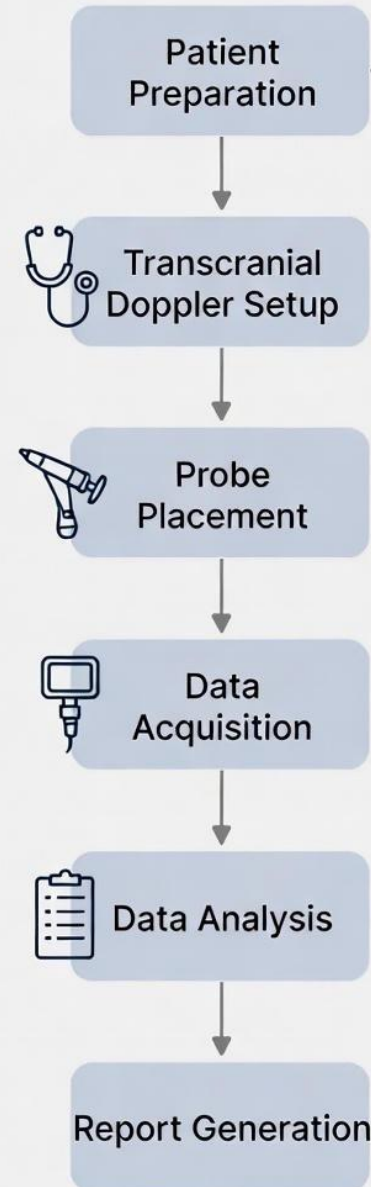 Patient
Preparation
Transcranial
Doppler Setup
Probe
Placement
Data
Acquisition
Data Analysis
Report Generation